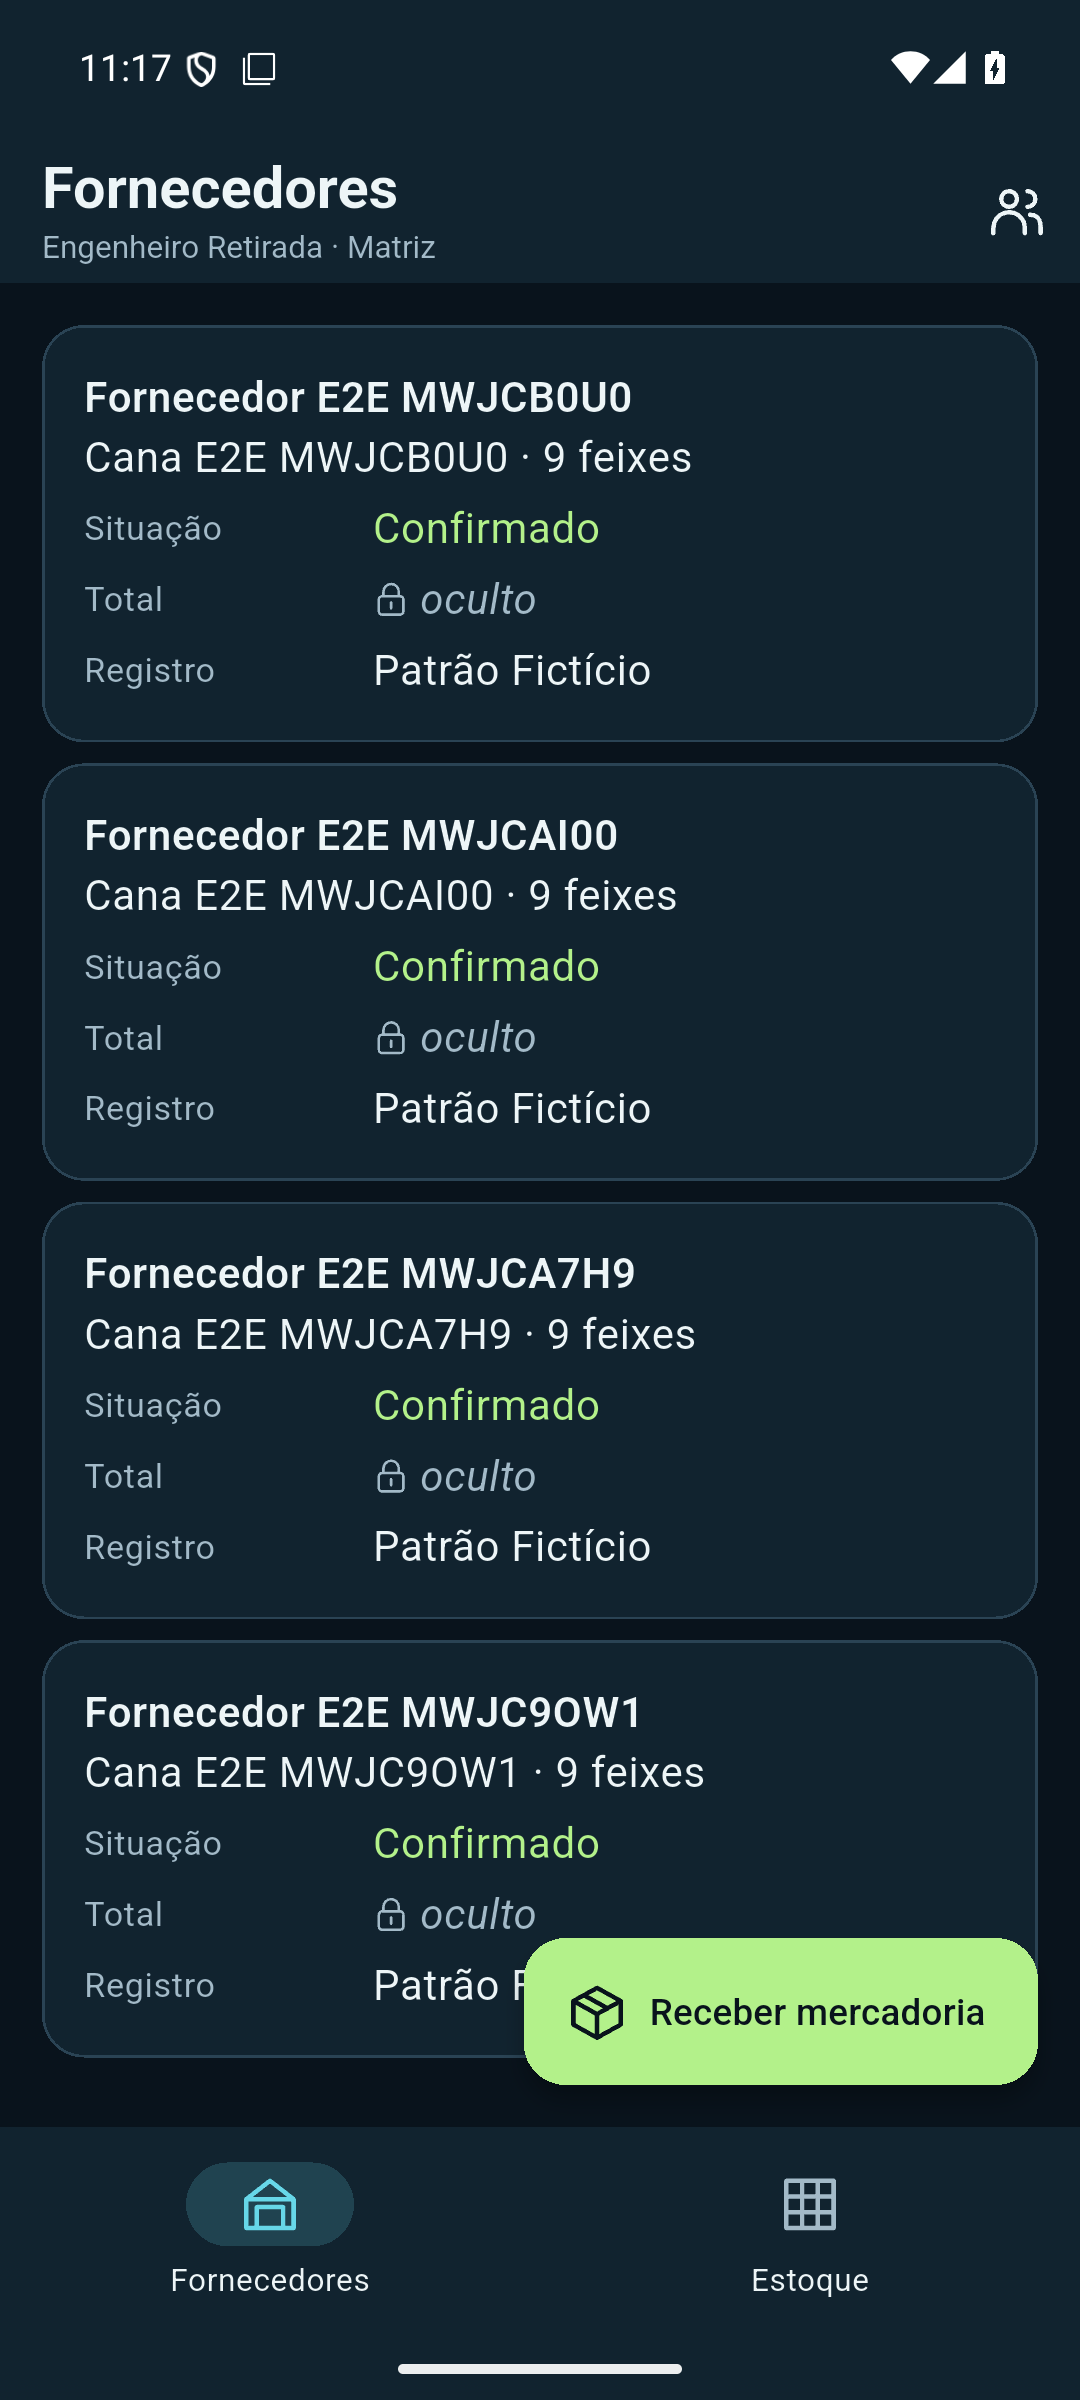 11:17
Fornecedores
Engenheiro Retirada · Matriz
Fornecedor E2E MWJCB0U0
Cana E2E MWJCB0U0 · 9 feixes
Situação Confirmado
Total oculto
Registro Patrão Fictício
Fornecedor E2E MWJCAI00
Cana E2E MWJCAI00 · 9 feixes
Situação Confirmado
Total oculto
Registro Patrão Fictício
Fornecedor E2E MWJCA7H9
Cana E2E MWJCA7H9 · 9 feixes
Situação Confirmado
Total oculto
Registro Patrão Fictício
Fornecedor E2E MWJC9OW1
Cana E2E MWJC9OW1 · 9 feixes
Situação Confirmado
Total oculto
Registro Patrão
Receber mercadoria
Fornecedores
Estoque